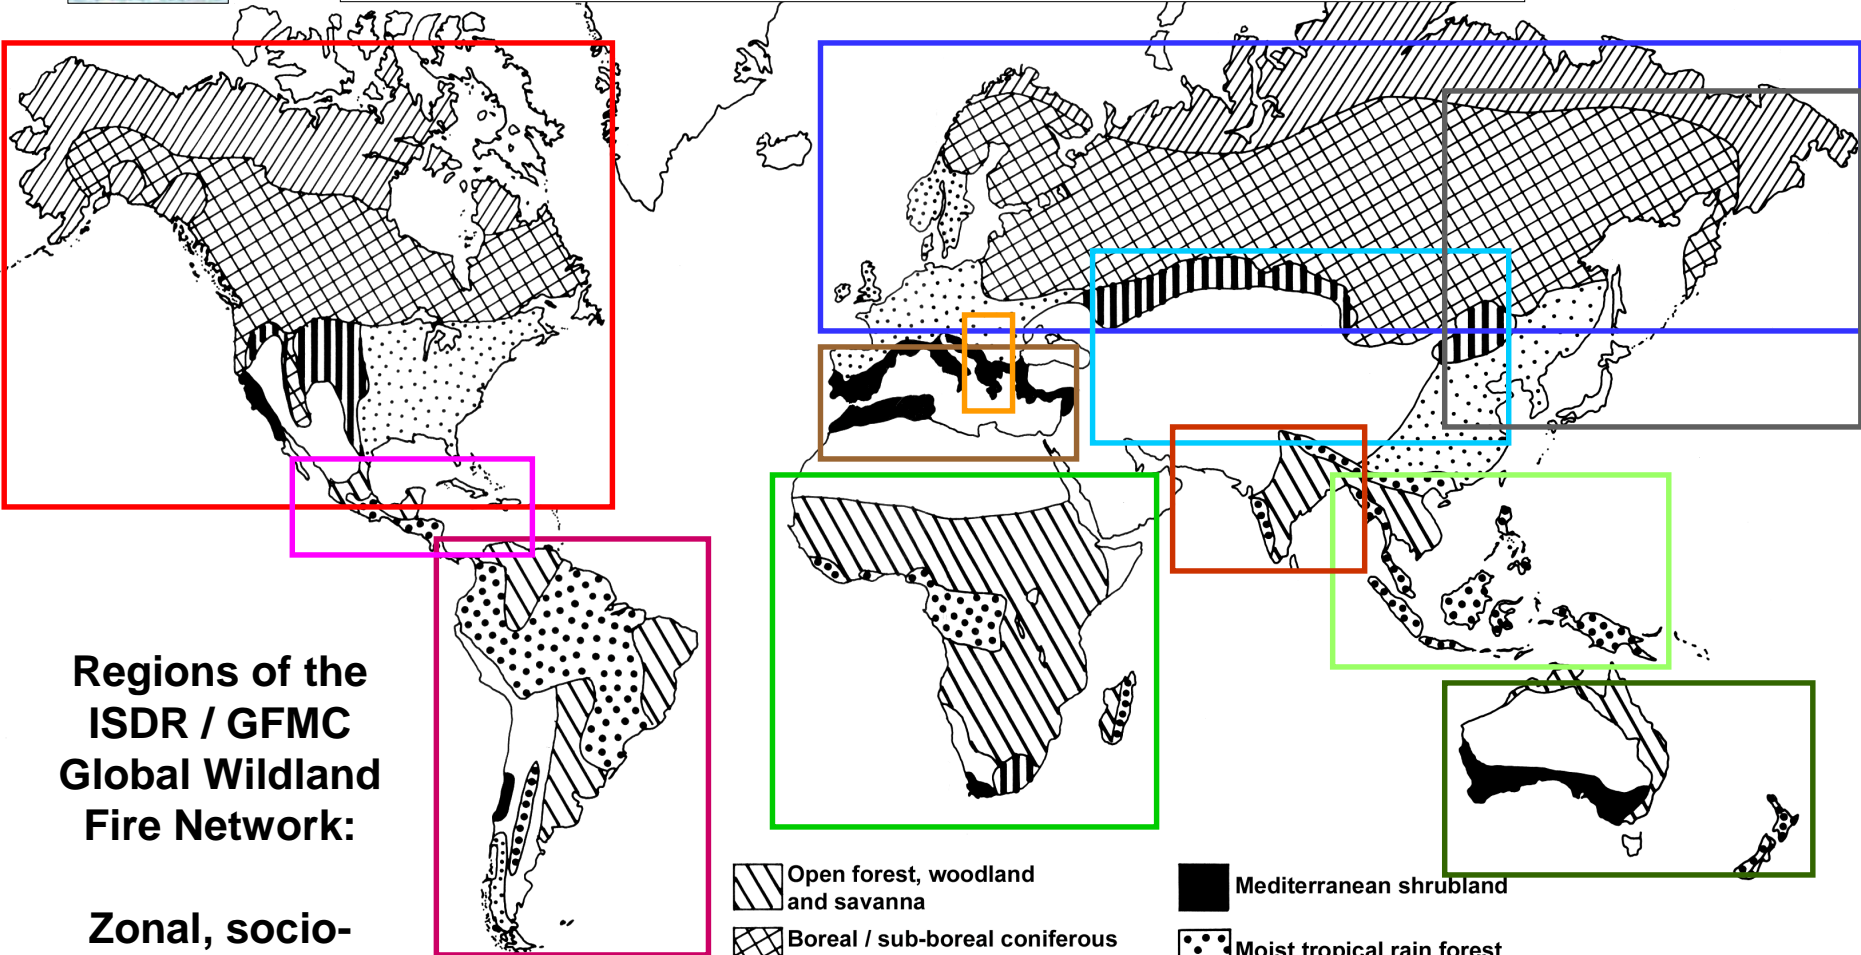 Regions of the
ISDR / GFMC
Global Wildland
Fire Network:
Zonal, socio-
Open forest, woodland
and savanna
Boreal / sub-boreal coniferous
Mediterranean shrubland
Moist tropical rain forest